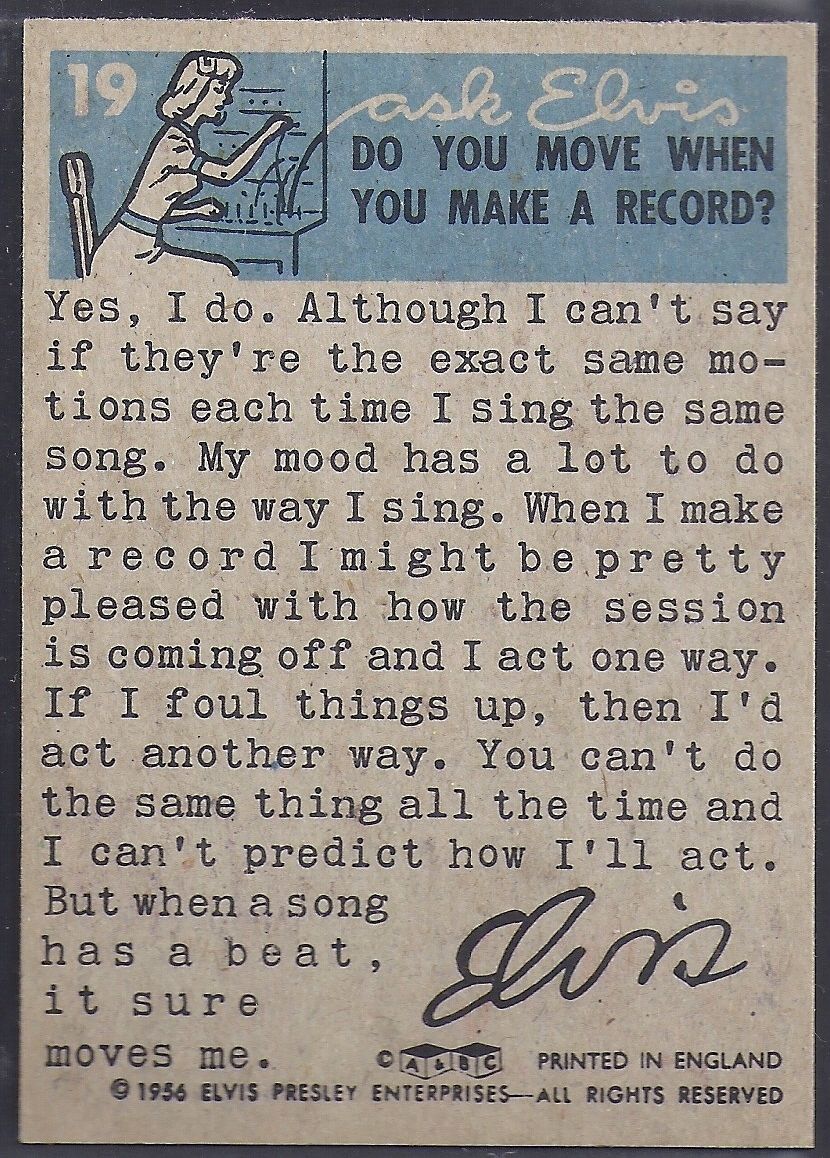 19
ask Elvis
DO YOU MOVE WHEN
YOU MAKE A RECORD?
Yes, I do. Although I can't say
if they're the exact same mo-
tions each time I sing the same
song. My mood has a lot to do
with the way I sing. When I make
a record I might be pretty
pleased with how the session
is coming off and I act one way.
If I foul things up, then I'd
act another way. You can't do
the same thing all the time and
I can't predict how I'll act.
But when a song
has a beat,
it sure
moves me.
Elvis
© A & B C PRINTED IN ENGLAND
© 1956 ELVIS PRESLEY ENTERPRISES—ALL RIGHTS RESERVED